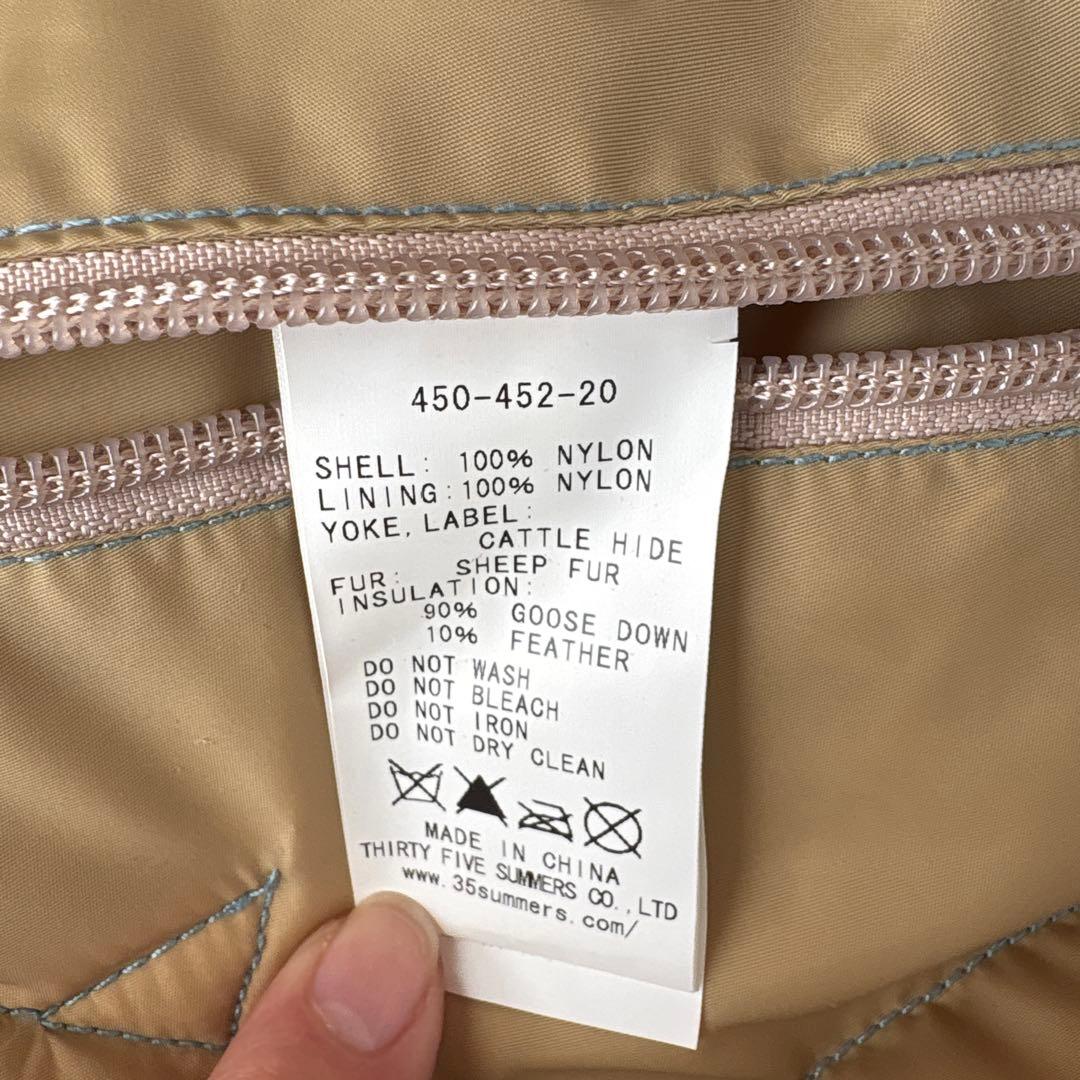 450-452-20
SHELL: 100% NYLON
LINING:100% NYLON
YOKE, LABEL:
CATTLE HIDE
FUR: SHEEP FUR
INSULATION:
90% GOOSE DOWN
10% FEATHER
DO NOT WASH
DO NOT BLEACH
DO NOT IRON
DO NOT DRY CLEAN
MADE IN CHINA
THIRTY FIVE SUMMERS CO.,LTD
www.35summers.com/